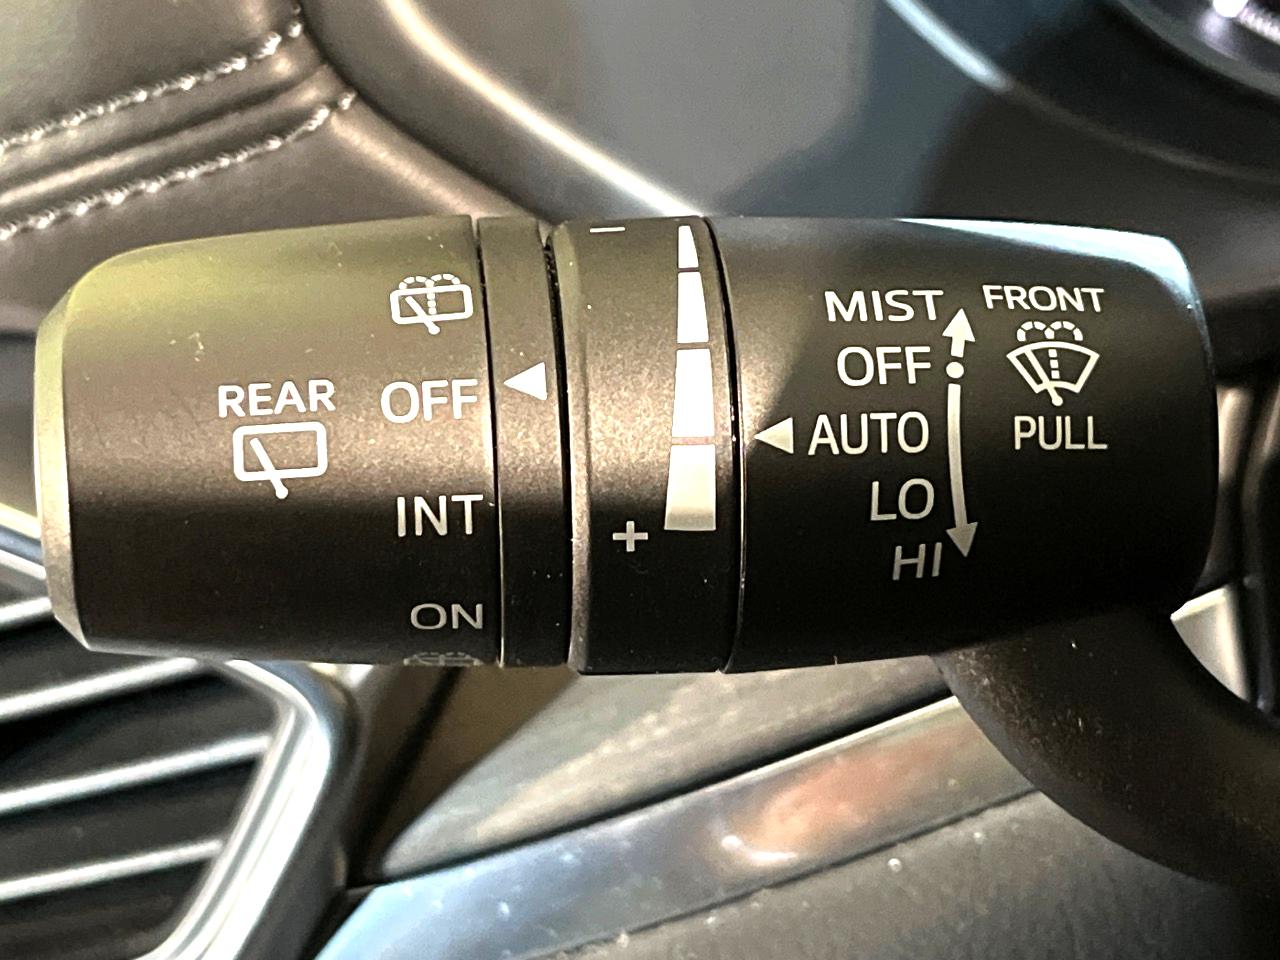 REAR
OFF
INT
ON
−
+
MIST
OFF
AUTO
LO
HI
FRONT
PULL